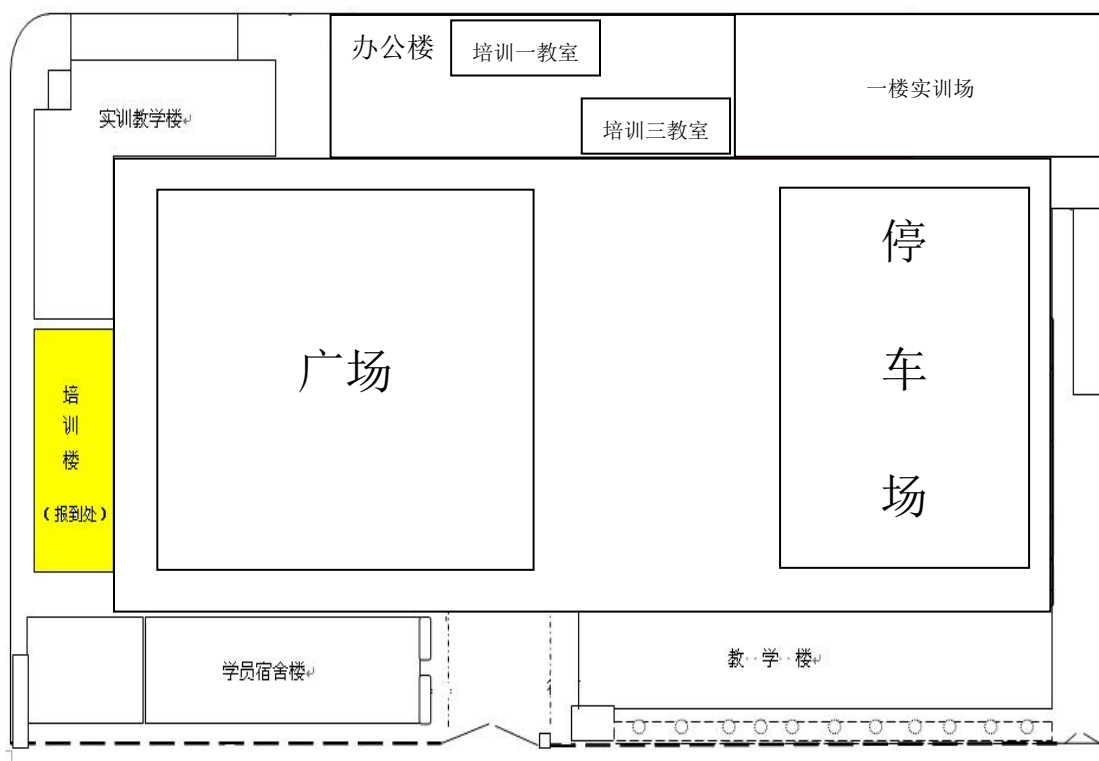 办公楼
培训一教室
一楼实训场
实训教学楼
培训三教室
停
车
场
广场
培
训
楼
（报到处）
学员宿舍楼
教学楼